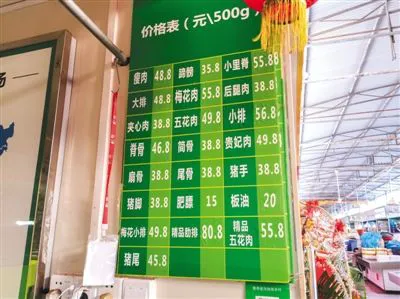 价格表（元\500g）
瘦肉 48.8 蹄髈 35.8 小里脊 55.8
大排 48.8 梅花肉 55.8 后腿肉 38.8
夹心肉 38.8 五花肉 49.8 小排 56.8
脊骨 46.8 筒骨 38.8 贵妃肉 49.8
扇骨 38.8 尾骨 38.8 猪手 38.8
猪脚 38.8 肥膘 15 板油 20
梅花小排 49.8 精品肋排 80.8 精品五花肉 55.8
猪尾 45.8
场